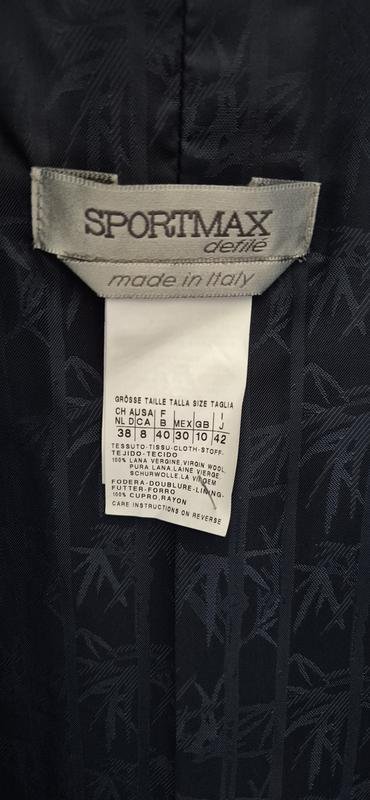 SPORTMAX
defilé
made in Italy
GRÖSSE TAILLE TALLA SIZE TAGLIA
CH A USA F I
NL D CA B MEX GB J
38 8 40 30 10 42
TESSUTO-TISSU-CLOTH-STOFF-
TEJIDO-TECIDO
100% LANA VERGINE,VIRGIN WOOL,
PURA LANA,LAINE VIERGE,
SCHURWOLLE,LA VIRGEM
FODERA-DOUBLURE-LINING-
FUTTER-FORRO
100% CUPRO,RAYON
CARE INSTRUCTIONS ON REVERSE